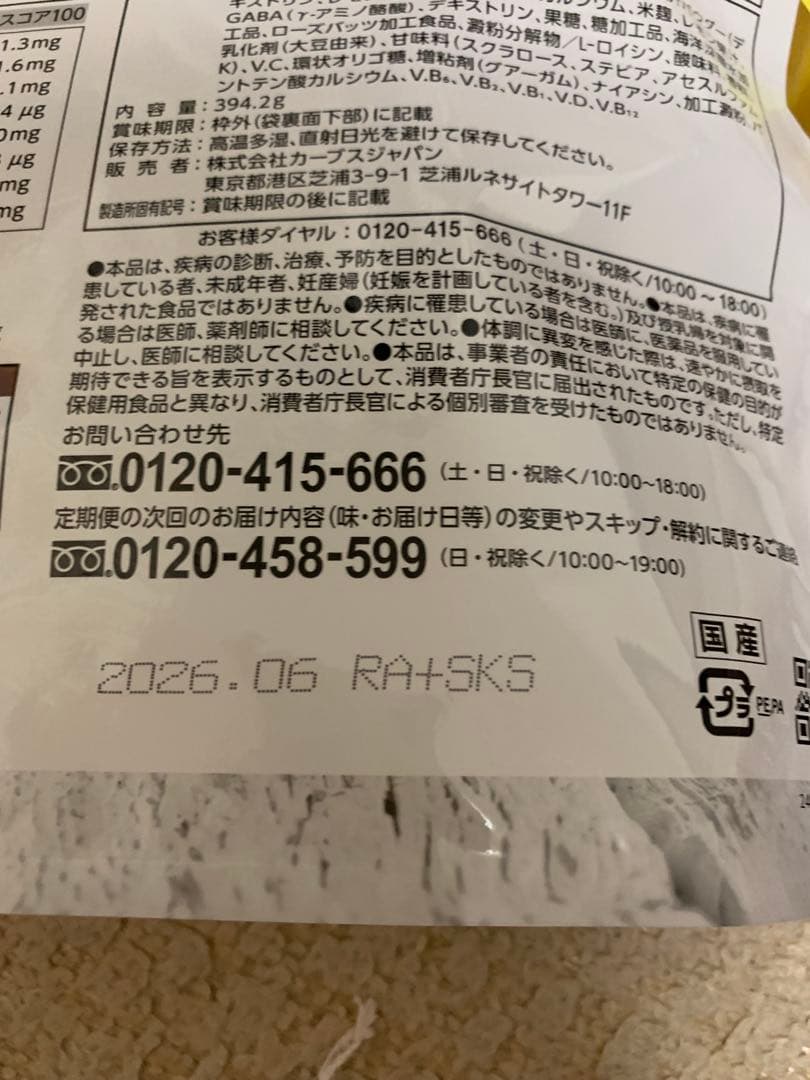 スコア100
1.3mg
1.6mg
.1mg
4 μg
0mg
μg
mg
mg
GABA(γ-アミノ酪酸)、デキストリン、果糖、糖加工品、海洋
工品、ローズバッツ加工食品、澱粉分解物/L-ロイシン、酸味料
乳化剤(大豆由来)、甘味料(スクラロース、ステビア、アセスルファム
K)、V.C、環状オリゴ糖、増粘剤(グアーガム)、ナイアシン、加工澱粉、パ
ントテン酸カルシウム、V.B₆、V.B₂、V.B₁、V.D、V.B₁₂
内容量:394.2g
賞味期限:枠外(袋裏面下部)に記載
保存方法:高温多湿、直射日光を避けて保存してください。
販売者:株式会社カーブスジャパン
東京都港区芝浦3-9-1 芝浦ルネサイトタワー11F
製造所固有記号:賞味期限の後に記載
お客様ダイヤル:0120-415-666(土・日・祝除く/10:00~18:00)
●本品は、疾病の診断、治療、予防を目的としたものではありません。●本品は、疾病に罹
患している者、未成年者、妊産婦(妊娠を計画している者を含む。)及び授乳婦を対象に開
発された食品ではありません。●疾病に罹患している場合は医師に、医薬品を服用してい
る場合は医師、薬剤師に相談してください。●体調に異変を感じた際は、速やかに摂取を
中止し、医師に相談してください。●本品は、事業者の責任において特定の保健の目的が
期待できる旨を表示するものとして、消費者庁長官に届出されたものです。ただし、特定
保健用食品と異なり、消費者庁長官による個別審査を受けたものではありません。
お問い合わせ先
0120-415-666(土・日・祝除く/10:00~18:00)
定期便の次回のお届け内容(味・お届け日等)の変更やスキップ・解約に関するご連絡
0120-458-599(日・祝除く/10:00~19:00)
2026.06 RA+SKS
国産
プラ
PE,PA
24